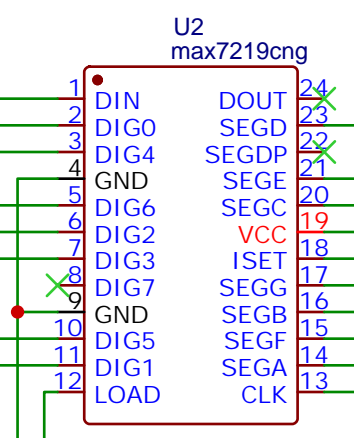 U2
max7219cng
1 DIN DOUT 24
2 DIG0 SEGD 23
3 DIG4 SEGDP 22
4 GND SEGE 21
5 DIG6 SEGC 20
6 DIG2 VCC 19
7 DIG3 ISET 18
8 DIG7 SEGG 17
9 GND SEGB 16
10 DIG5 SEGF 15
11 DIG1 SEGA 14
12 LOAD CLK 13